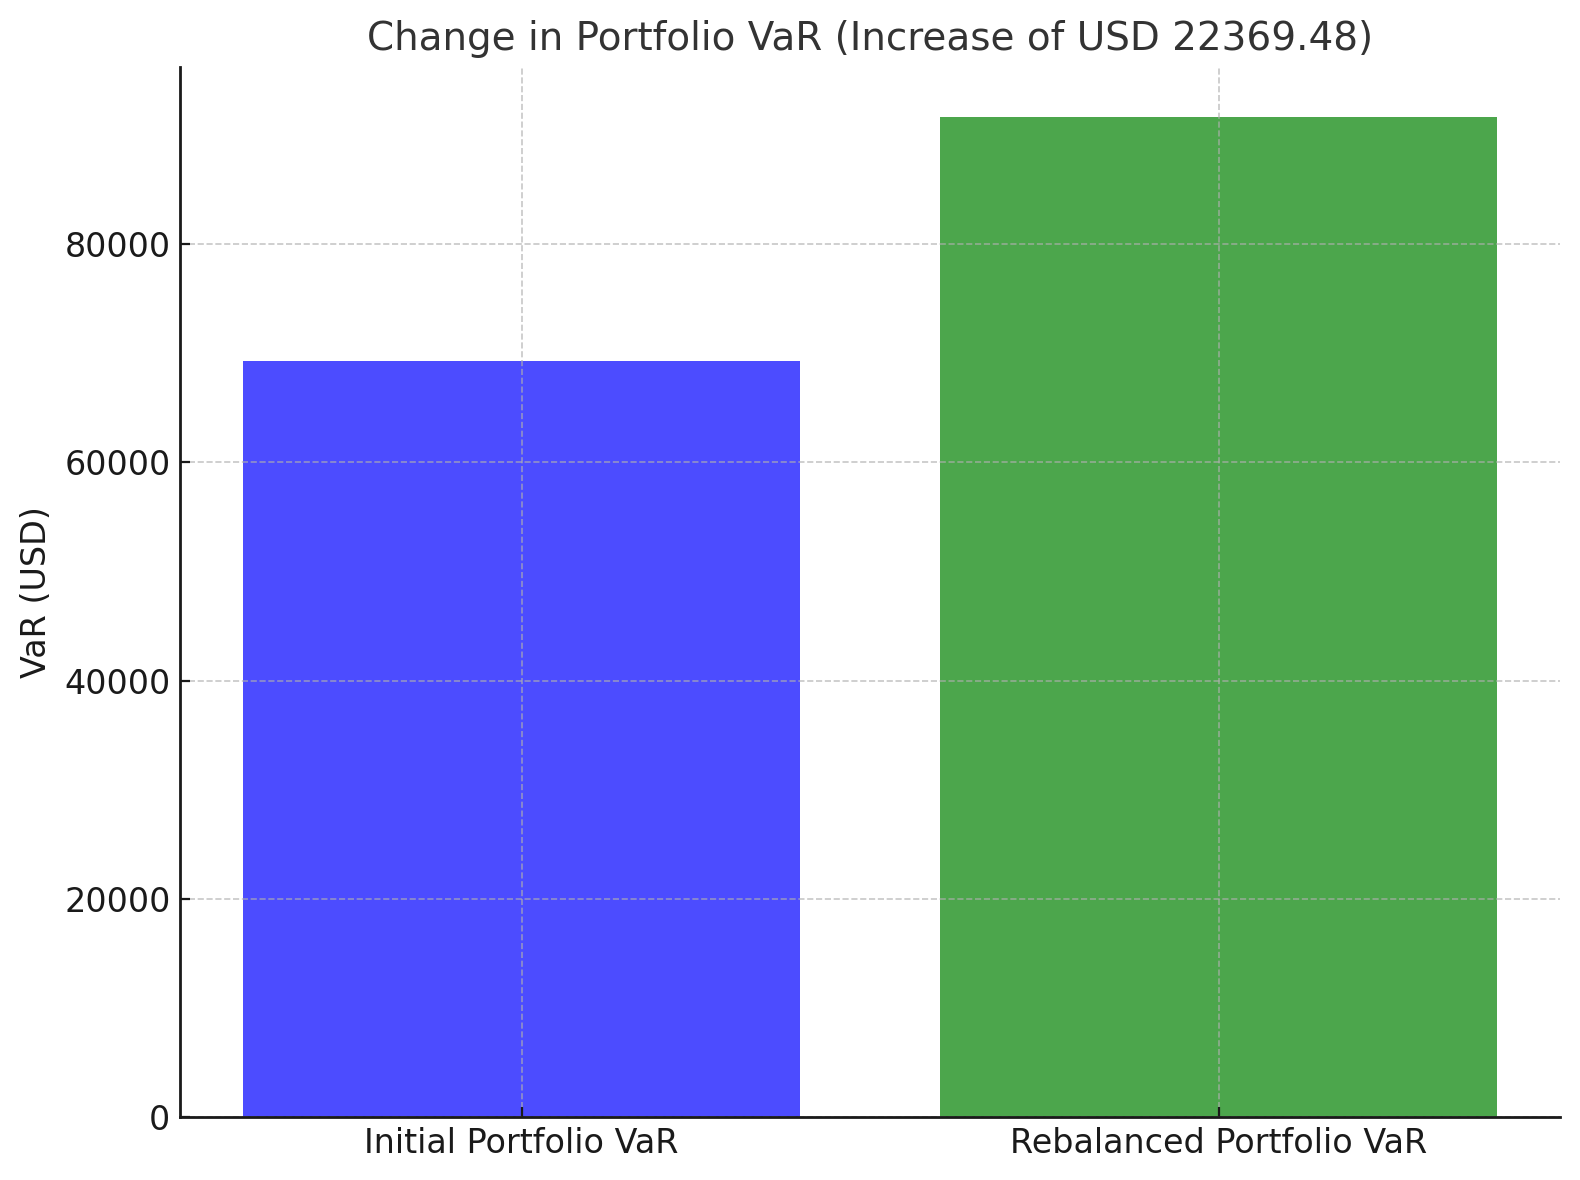 Change in Portfolio VaR (Increase of USD 22369.48)
VaR (USD)
80000
60000
40000
20000
0
Initial Portfolio VaR
Rebalanced Portfolio VaR